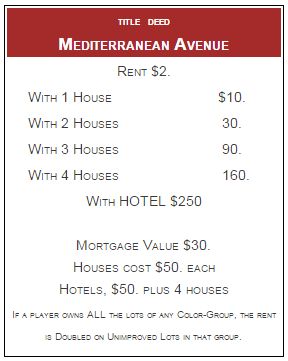 TITLE DEED
MEDITERRANEAN AVENUE
RENT $2.
WITH 1 HOUSE $10.
WITH 2 HOUSES 30.
WITH 3 HOUSES 90.
WITH 4 HOUSES 160.
WITH HOTEL $250
MORTGAGE VALUE $30.
HOUSES COST $50. EACH
HOTELS, $50. PLUS 4 HOUSES
IF A PLAYER OWNS ALL THE LOTS OF ANY COLOR-GROUP, THE RENT
IS DOUBLED ON UNIMPROVED LOTS IN THAT GROUP.